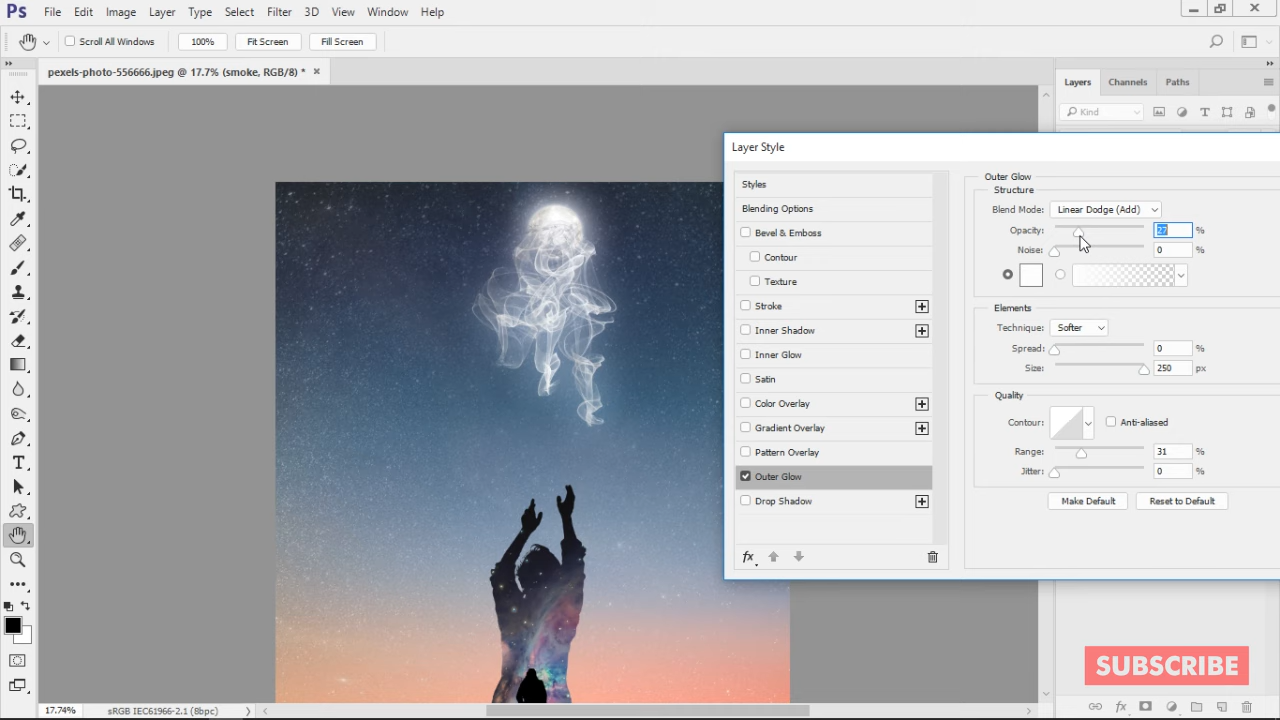 Ps File Edit Image Layer Type Select Filter 3D View Window Help
Scroll All Windows 100% Fit Screen Fill Screen
pexels-photo-556666.jpeg @ 17.7% (smoke, RGB/8) *
Layers Channels Paths
Kind
Layer Style
Styles
Blending Options
Bevel & Emboss
Contour
Texture
Stroke
Inner Shadow
Inner Glow
Satin
Color Overlay
Gradient Overlay
Pattern Overlay
Outer Glow
Drop Shadow
fx
Outer Glow
Structure
Blend Mode: Linear Dodge (Add)
Opacity: 27 %
Noise: 0 %
Elements
Technique: Softer
Spread: 0 %
Size: 250 px
Quality
Contour: Anti-aliased
Range: 31 %
Jitter: 0 %
Make Default Reset to Default
SUBSCRIBE
17.74% sRGB IEC61966-2.1 (8bpc)
fx